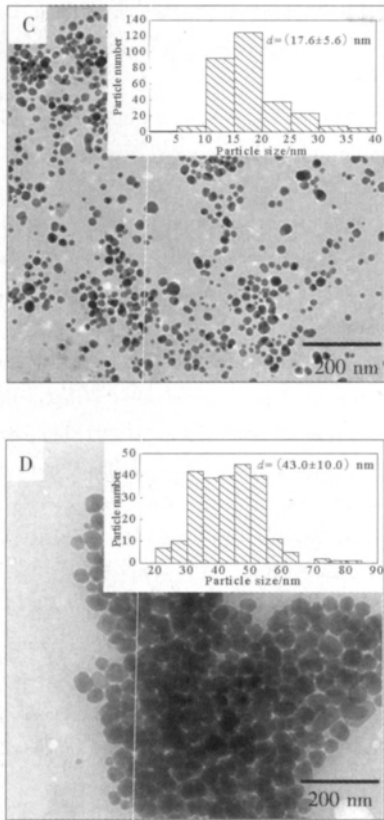 C
d=(17.6±5.6) nm
Particle number
140
120
100
80
60
40
20
0
0 5 10 15 20 25 30 35 40
Particle size/nm
200 nm
D
d=(43.0±10.0) nm
Particle number
50
40
30
20
10
0
20 30 40 50 60 70 80 90
Particle size/nm
200 nm